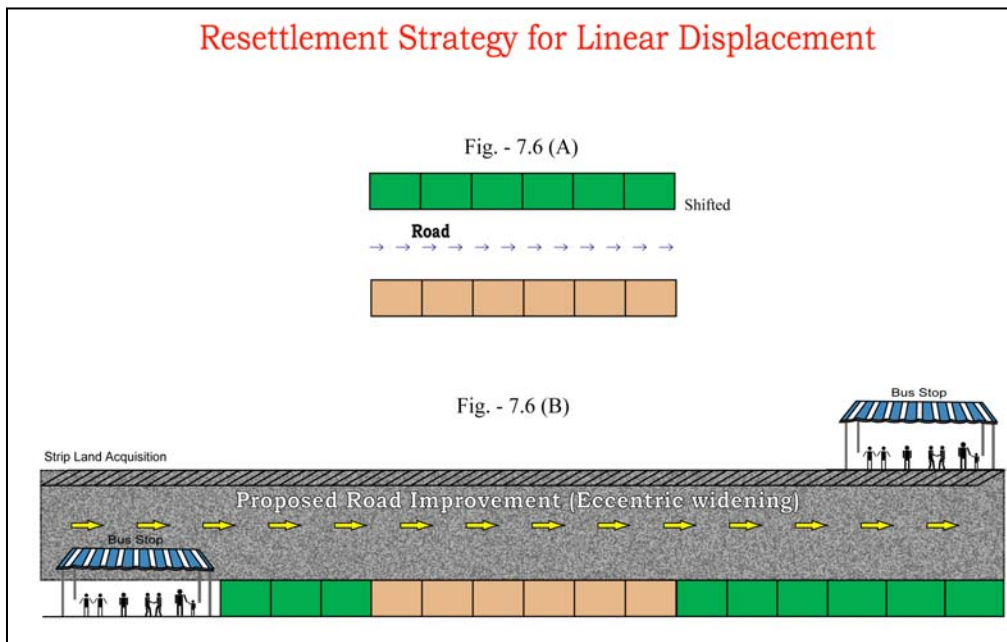 Resettlement Strategy for Linear Displacement
Fig. - 7.6 (A)
Shifted
Road
Fig. - 7.6 (B)
Bus Stop
Strip Land Acquisition
Proposed Road Improvement (Eccentric widening)
Bus Stop